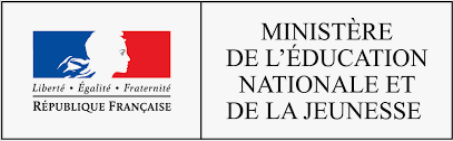 Liberté • Égalité • Fraternité
RÉPUBLIQUE FRANÇAISE
MINISTÈRE
DE L'ÉDUCATION
NATIONALE ET
DE LA JEUNESSE